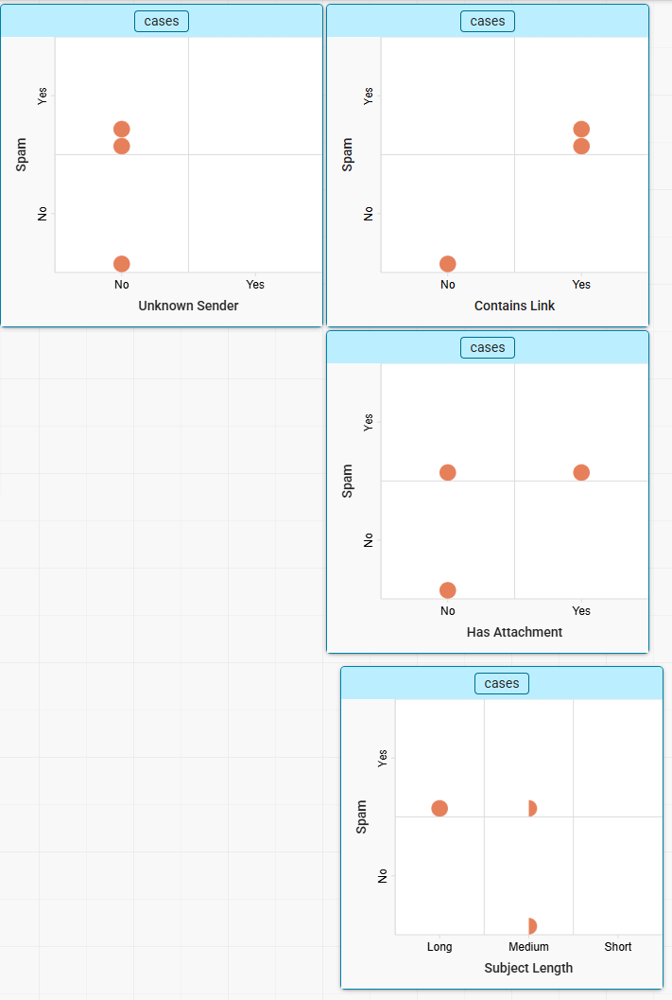 cases
Yes
Spam
No
No Yes
Unknown Sender
cases
Yes
Spam
No
No Yes
Contains Link
cases
Yes
Spam
No
No Yes
Has Attachment
cases
Yes
Spam
No
Long Medium Short
Subject Length